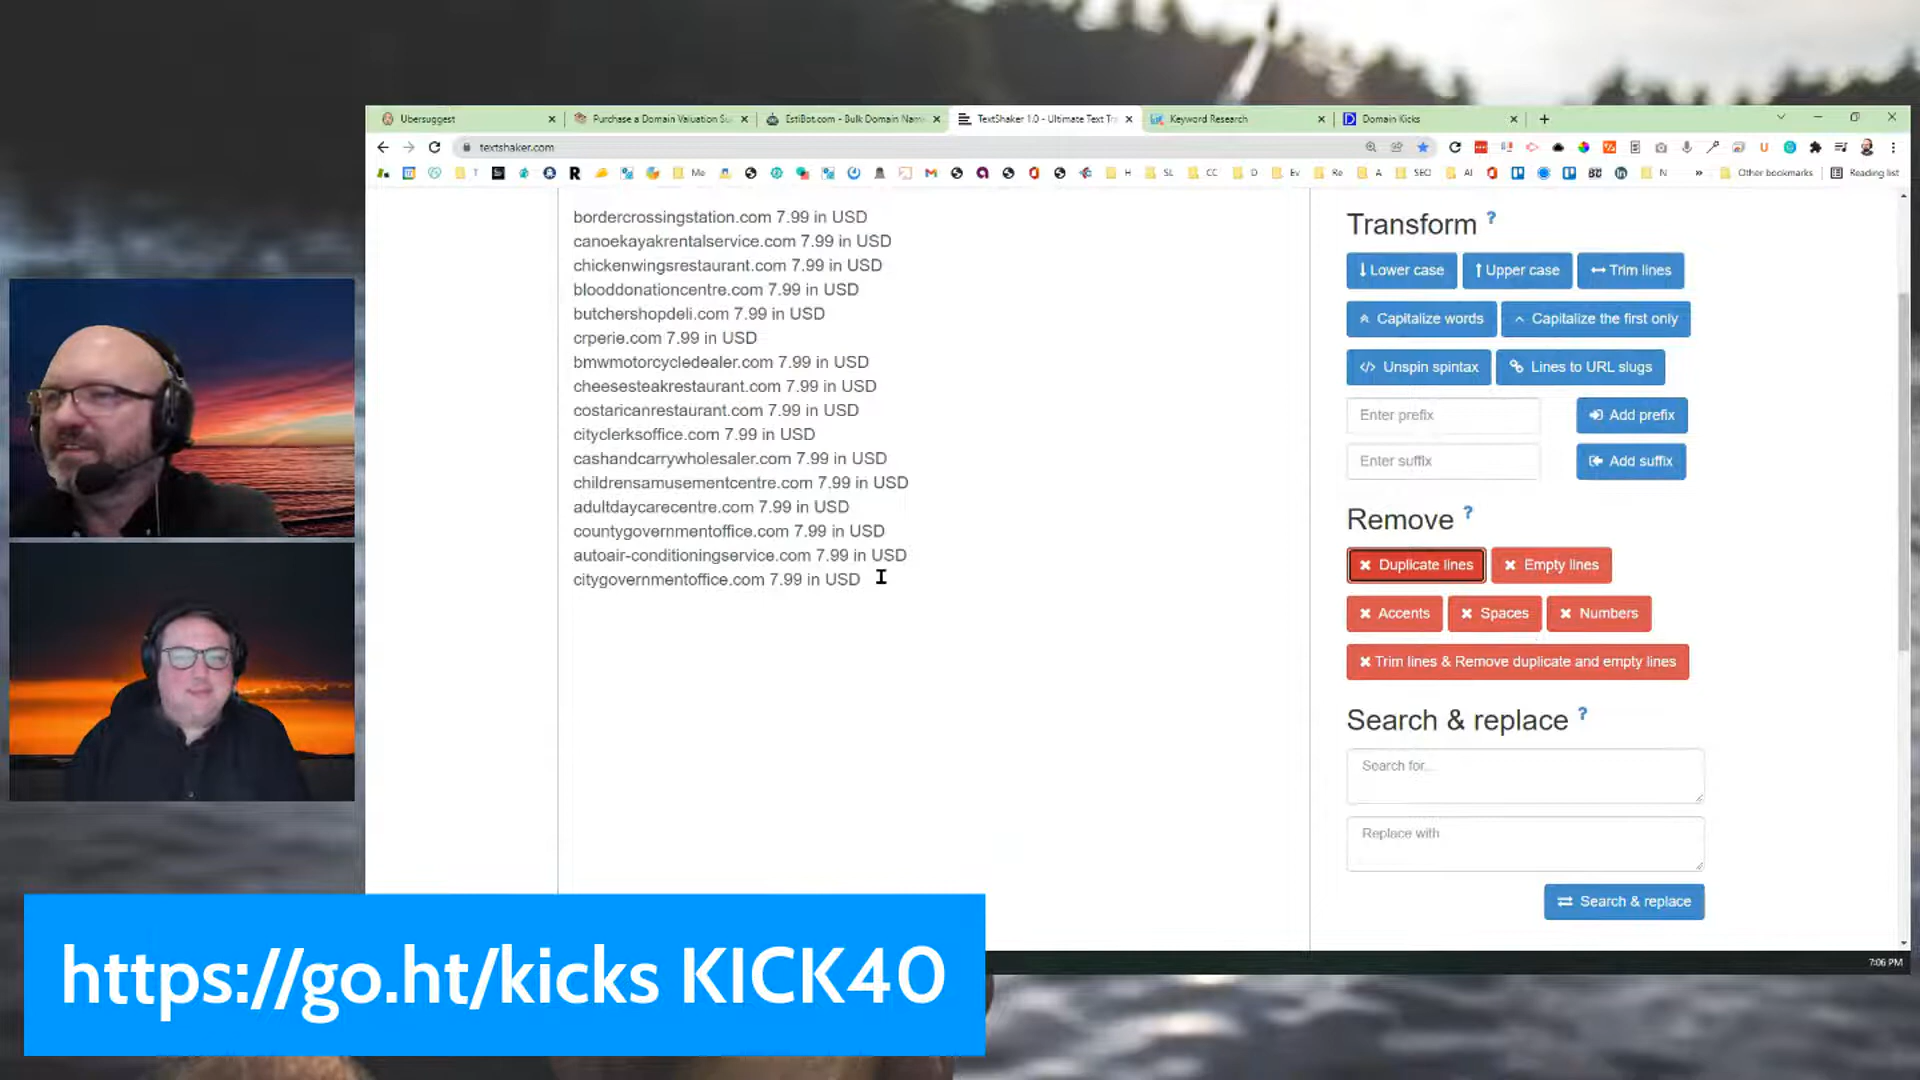 Ubersuggest
Purchase a Domain Valuation Su
EstiBot.com - Bulk Domain Nam
TextShaker 1.0 - Ultimate Text Tr
Keyword Research
Domain Kicks
textshaker.com
T
R
Me
H
SL
CC
D
Ev
Re
A
SEO
AI
N
»
Other bookmarks
Reading list
bordercrossingstation.com 7.99 in USD
canoekayakrentalservice.com 7.99 in USD
chickenwingsrestaurant.com 7.99 in USD
blooddonationcentre.com 7.99 in USD
butchershopdeli.com 7.99 in USD
crperie.com 7.99 in USD
bmwmotorcycledealer.com 7.99 in USD
cheesesteakrestaurant.com 7.99 in USD
costaricanrestaurant.com 7.99 in USD
cityclerksoffice.com 7.99 in USD
cashandcarrywholesaler.com 7.99 in USD
childrensamusementcentre.com 7.99 in USD
adultdaycarecentre.com 7.99 in USD
countygovernmentoffice.com 7.99 in USD
autoair-conditioningservice.com 7.99 in USD
citygovernmentoffice.com 7.99 in USD
Transform ?
Lower case
Upper case
Trim lines
Capitalize words
Capitalize the first only
Unspin spintax
Lines to URL slugs
Enter prefix
Add prefix
Enter suffix
Add suffix
Remove ?
Duplicate lines
Empty lines
Accents
Spaces
Numbers
Trim lines & Remove duplicate and empty lines
Search & replace ?
Search for...
Replace with
Search & replace
7:06 PM
https://go.ht/kicks KICK40